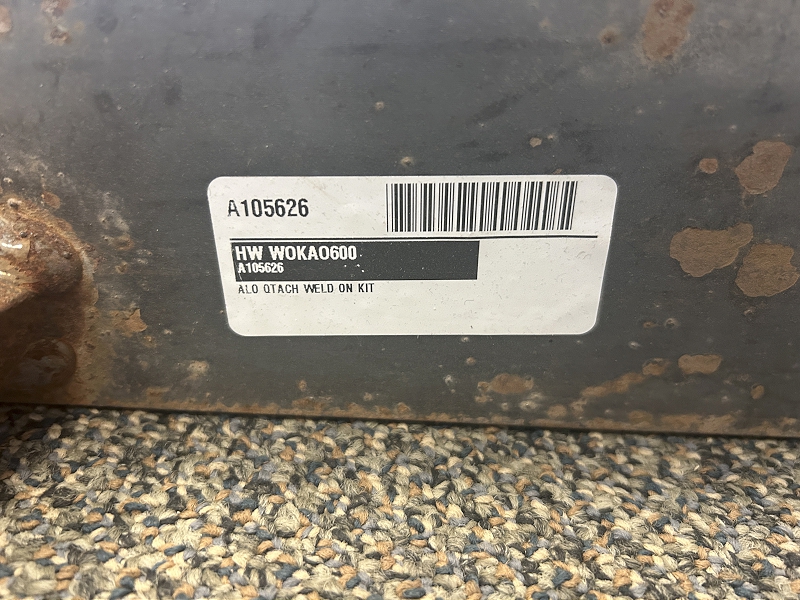 A105626
HW WOKAO600
A105626
ALO QTACH WELD ON KIT